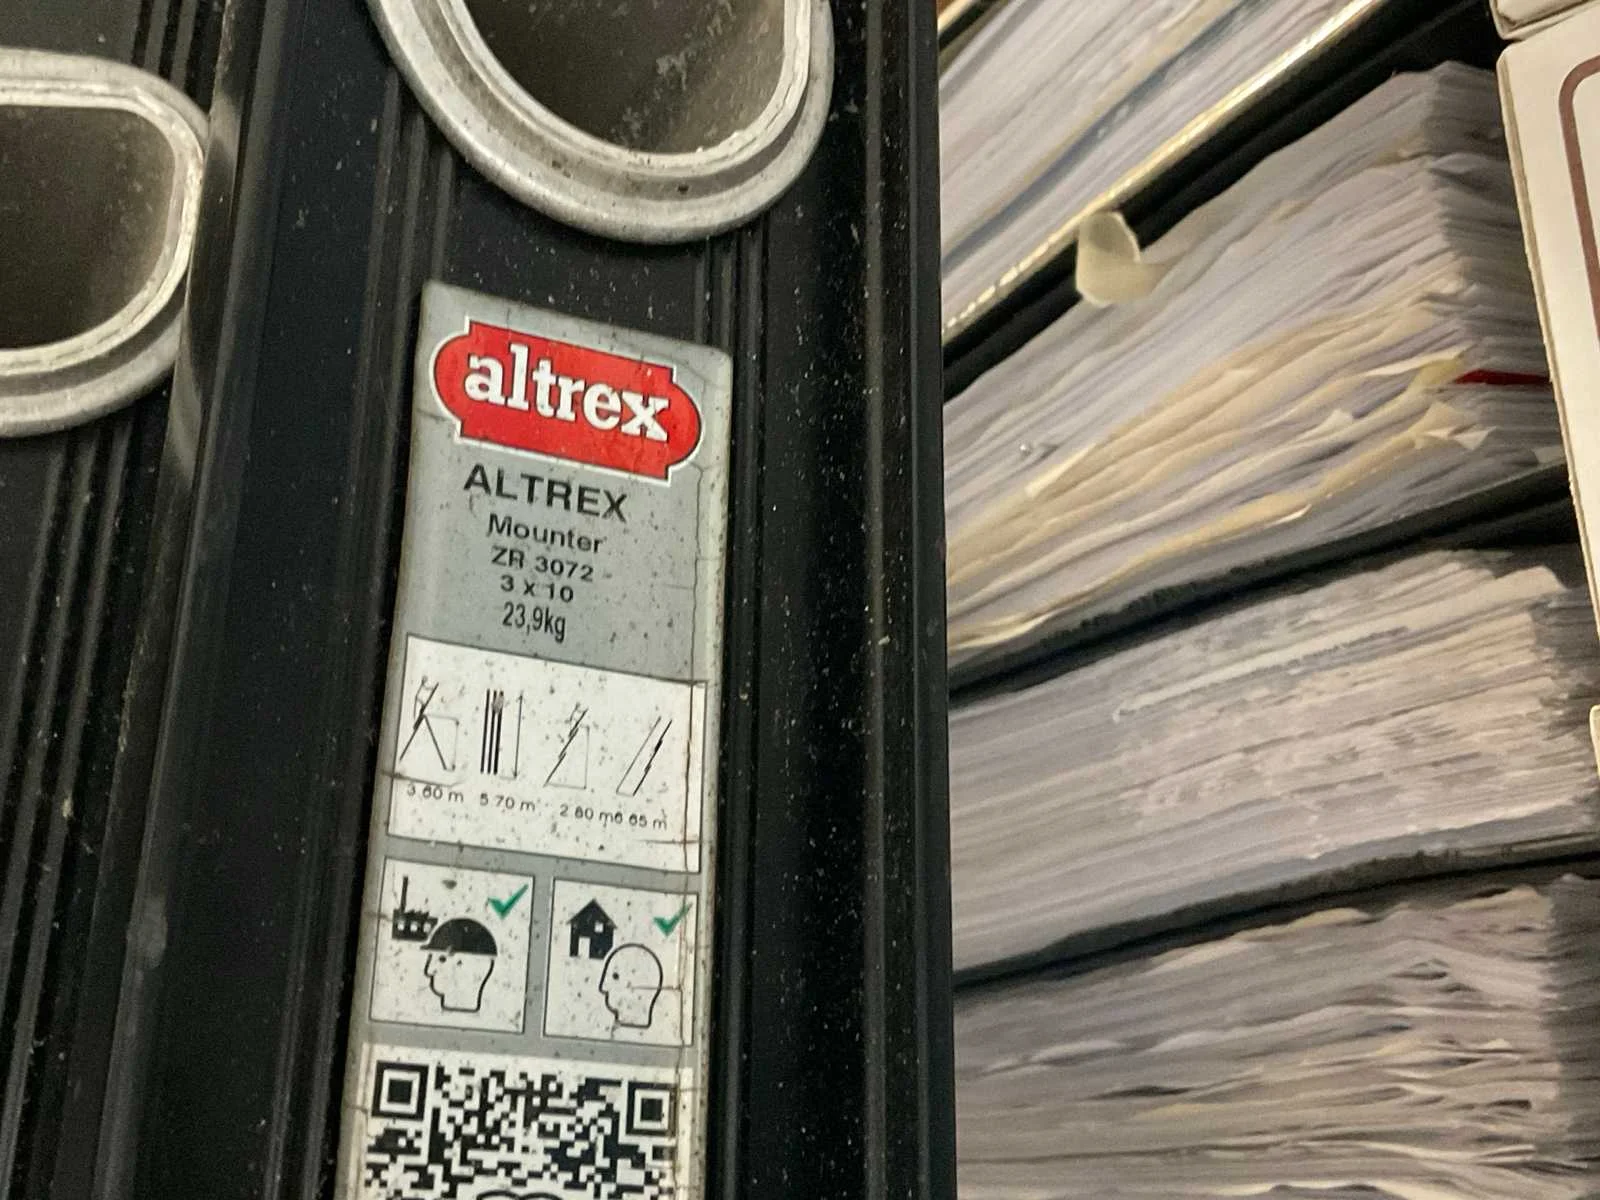 altrex
ALTREX
Mounter
ZR 3072
3 x 10
23,9kg
3.60 m 5.70 m 2.80 m 6.65 m